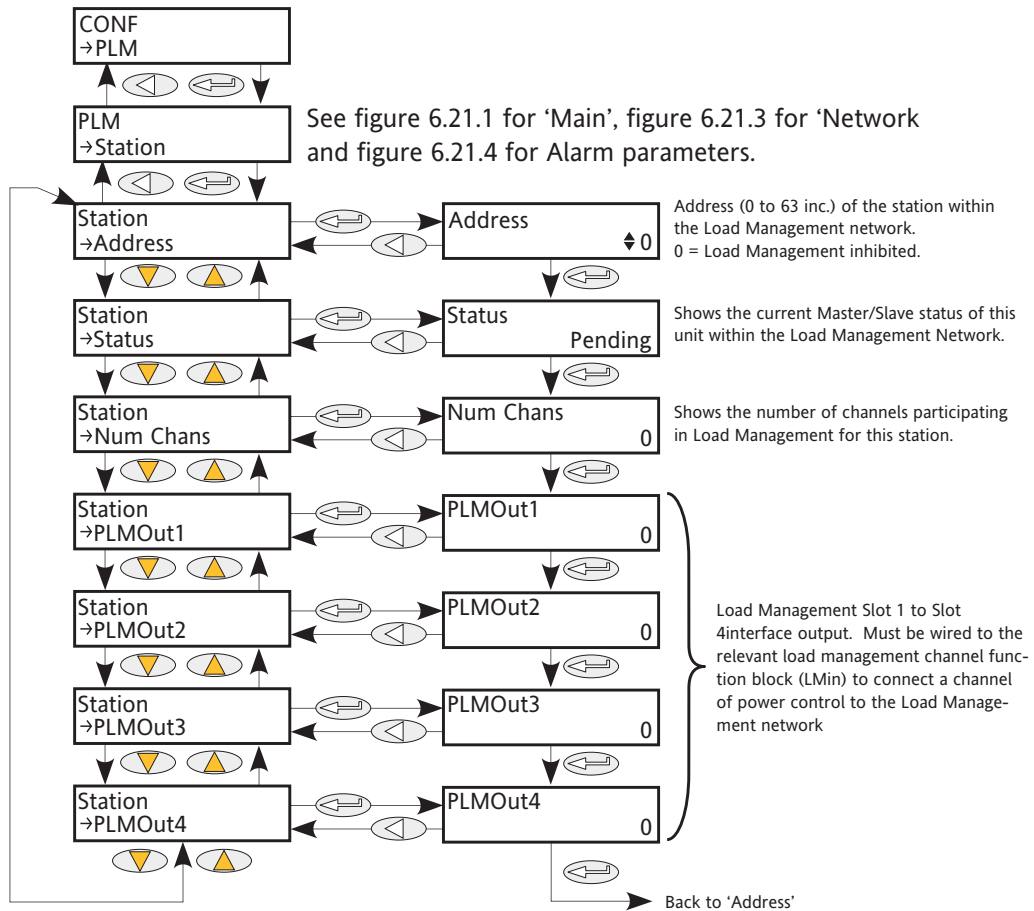 CONF
→PLM
PLM
→Station
See figure 6.21.1 for ‘Main’, figure 6.21.3 for ‘Network
and figure 6.21.4 for Alarm parameters.
Station
→Address
Address
0
Address (0 to 63 inc.) of the station within
the Load Management network.
0 = Load Management inhibited.
Station
→Status
Status
Pending
Shows the current Master/Slave status of this
unit within the Load Management Network.
Station
→Num Chans
Num Chans
0
Shows the number of channels participating
in Load Management for this station.
Station
→PLMOut1
PLMOut1
0
Station
→PLMOut2
PLMOut2
0
Station
→PLMOut3
PLMOut3
0
Station
→PLMOut4
PLMOut4
0
Load Management Slot 1 to Slot
4interface output. Must be wired to the
relevant load management channel func-
tion block (LMin) to connect a channel
of power control to the Load Manage-
ment network
Back to ‘Address’